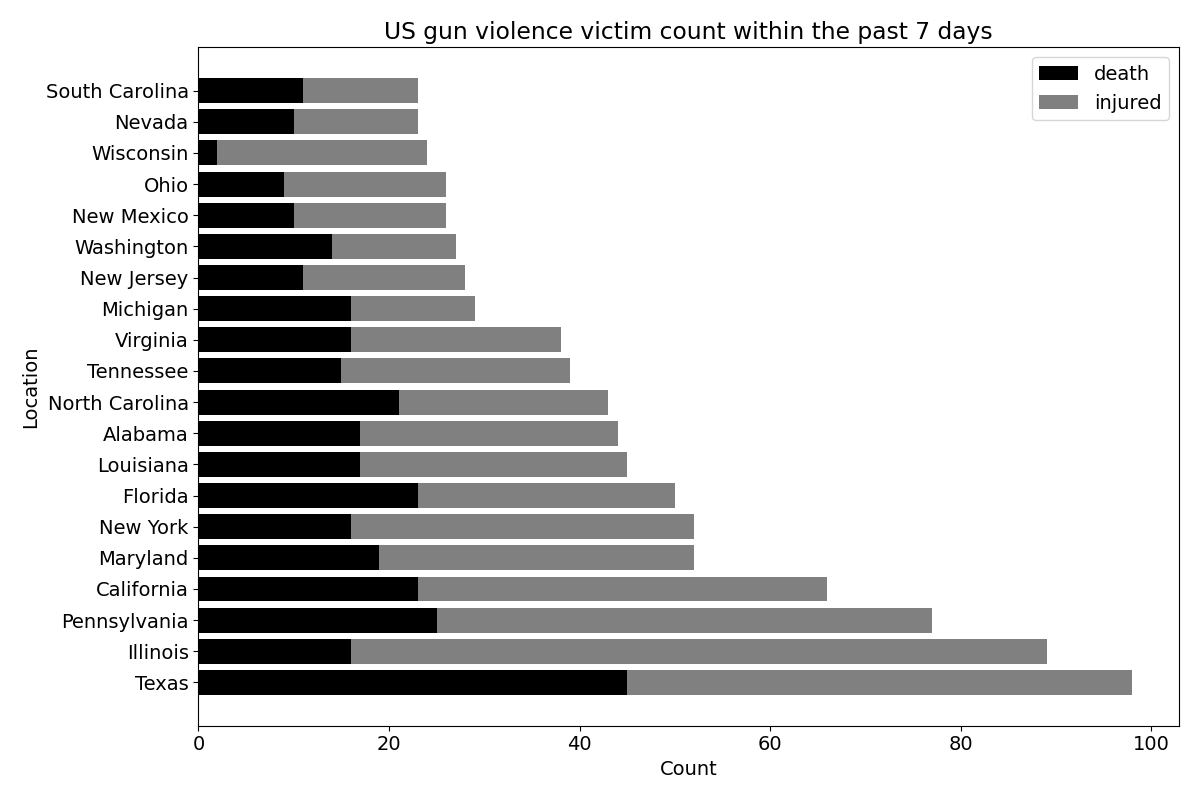 US gun violence victim count within the past 7 days
death
injured
South Carolina
Nevada
Wisconsin
Ohio
New Mexico
Washington
New Jersey
Michigan
Virginia
Tennessee
North Carolina
Alabama
Louisiana
Florida
New York
Maryland
California
Pennsylvania
Illinois
Texas
Location
0 20 40 60 80 100
Count